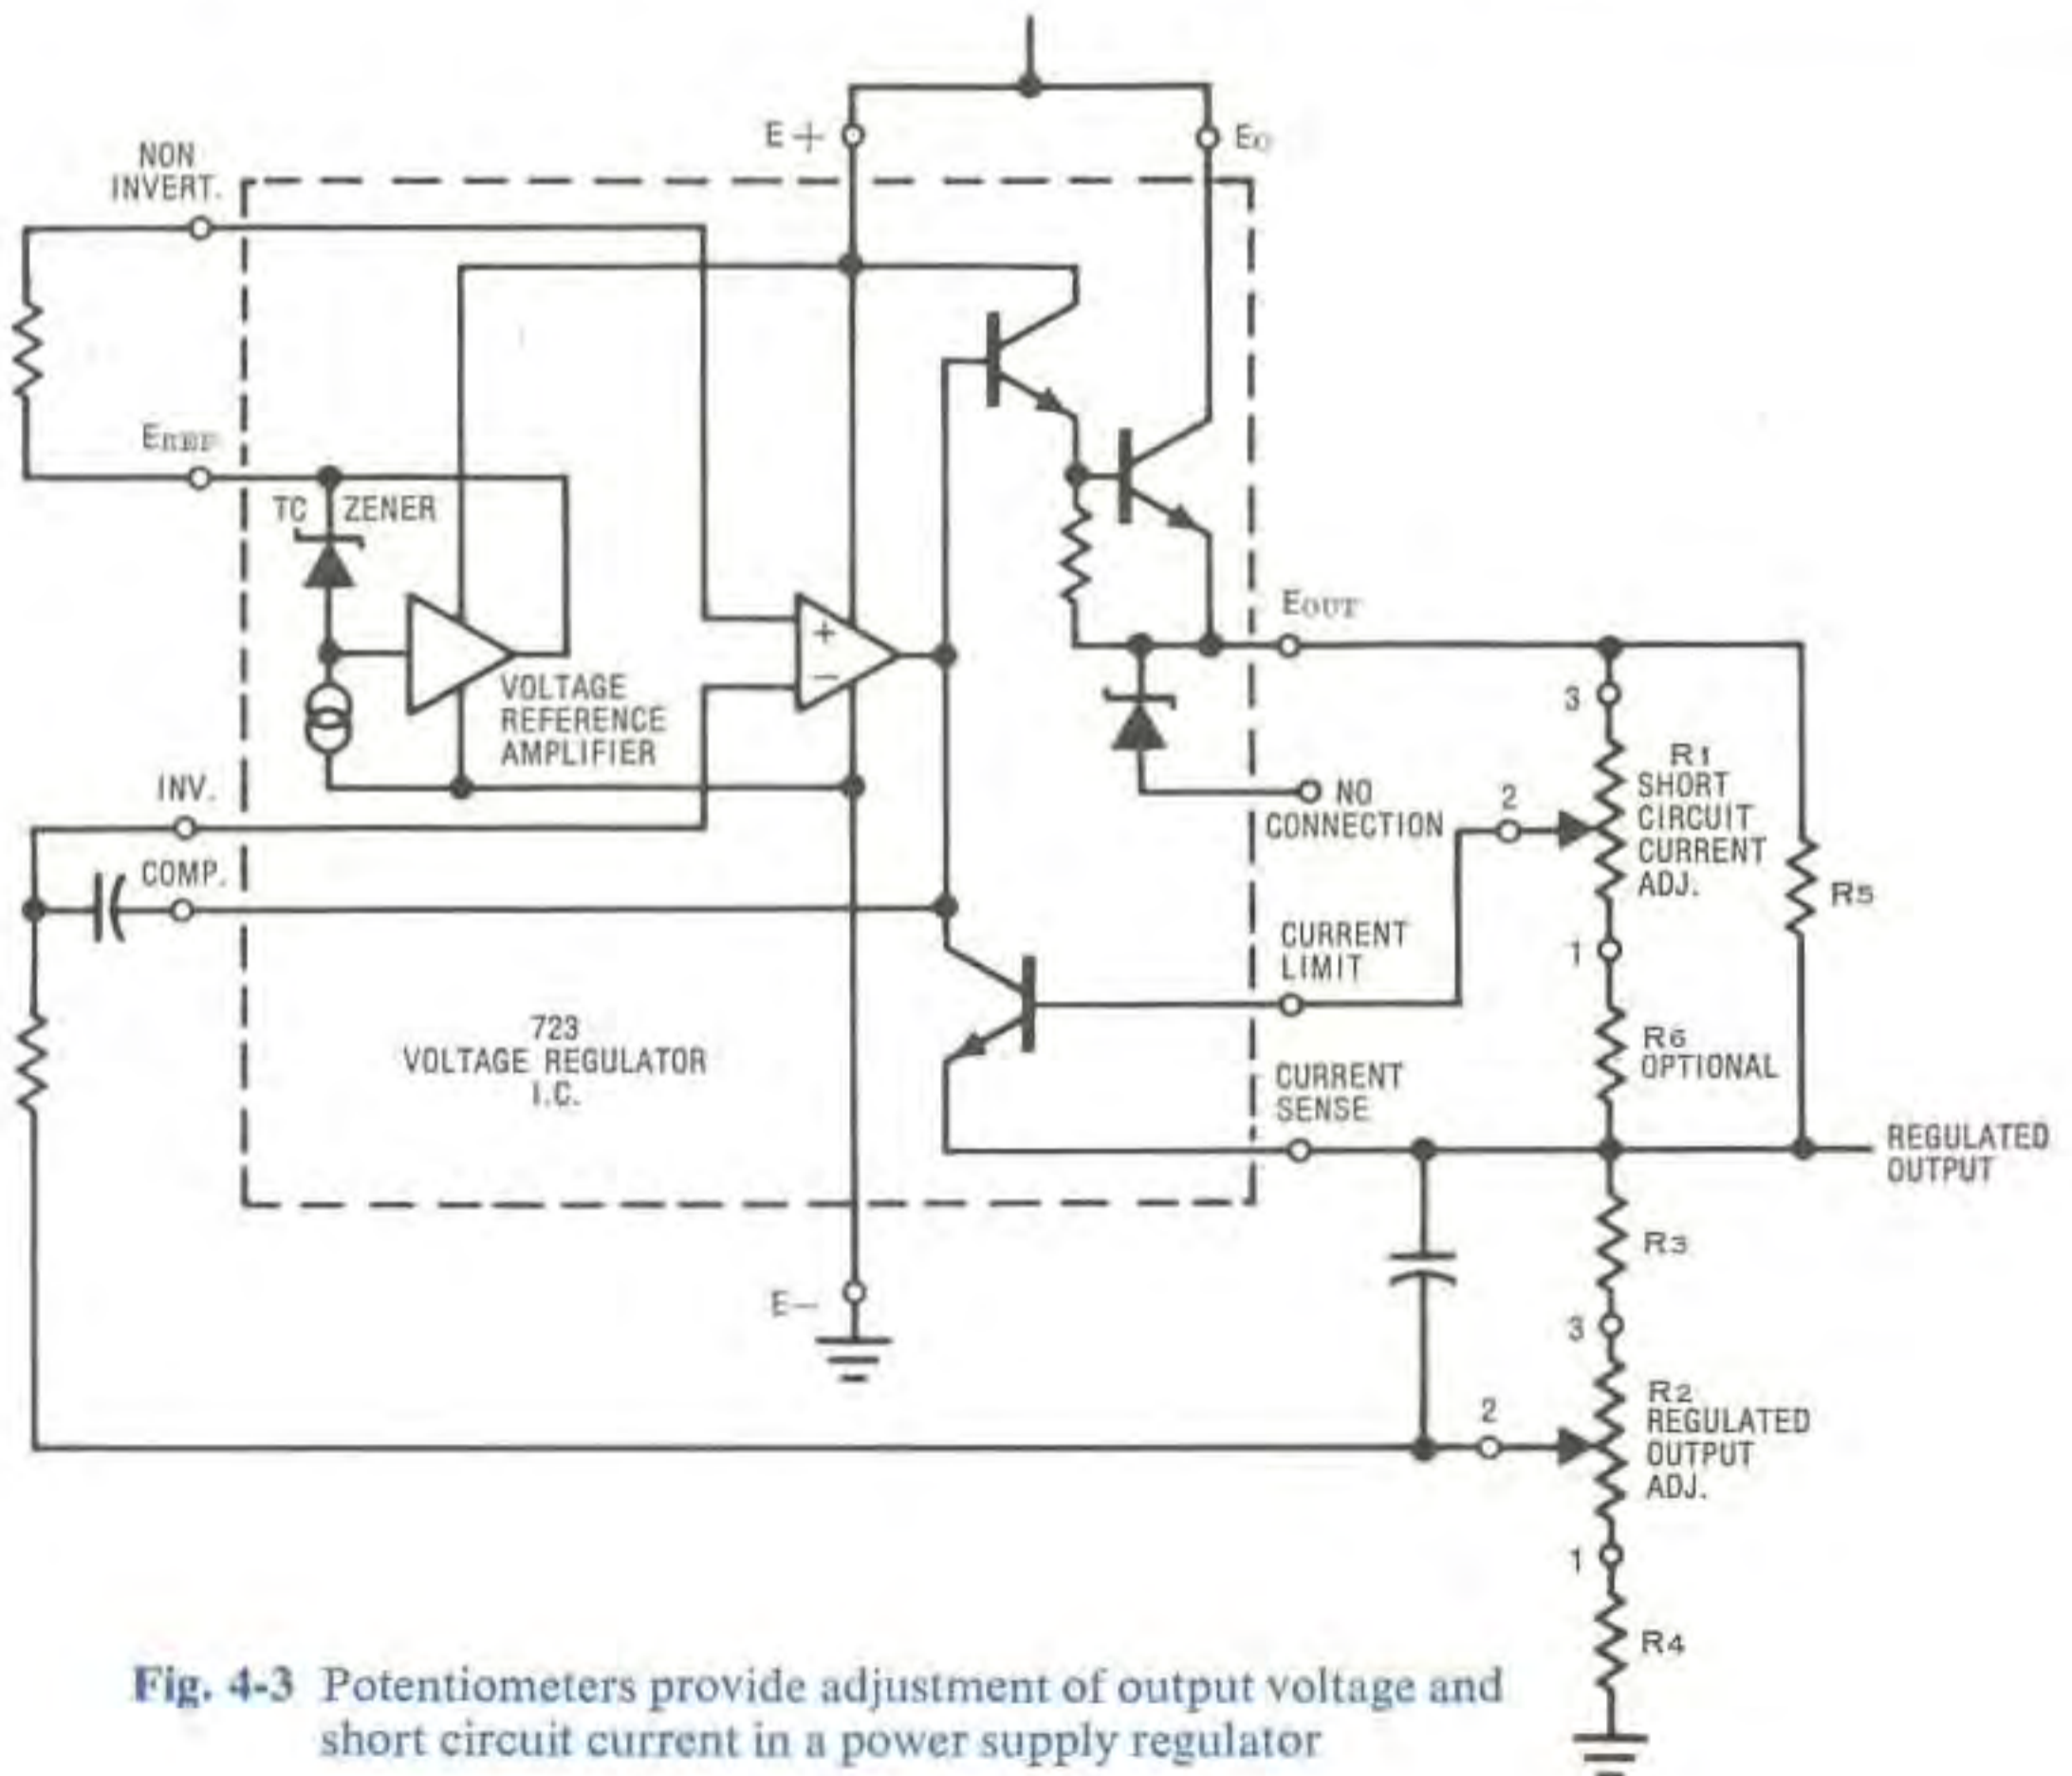 E+
EO
NON
INVERT.
EREF
TC ZENER
VOLTAGE
REFERENCE
AMPLIFIER
+
−
EOUT
3
R1
SHORT
CIRCUIT
CURRENT
ADJ.
2
NO
CONNECTION
R5
INV.
COMP.
CURRENT
LIMIT
1
R6
OPTIONAL
723
VOLTAGE REGULATOR
I.C.
CURRENT
SENSE
REGULATED
OUTPUT
R3
E−
3
R2
REGULATED
OUTPUT
ADJ.
2
1
R4
Fig. 4-3 Potentiometers provide adjustment of output voltage and
short circuit current in a power supply regulator